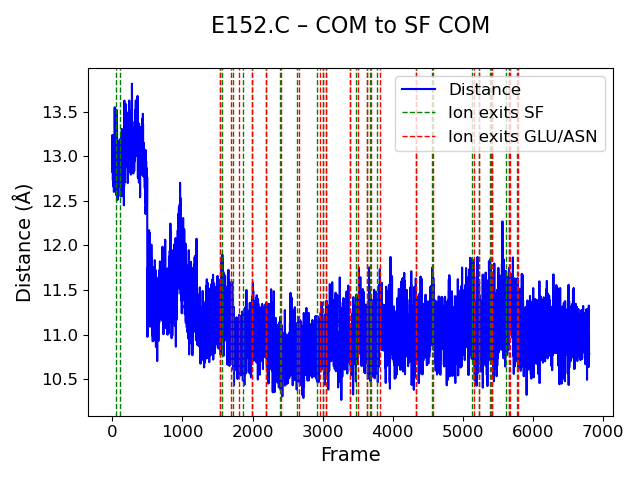 E152.C – COM to SF COM
Distance
Ion exits SF
Ion exits GLU/ASN
13.5
13.0
12.5
12.0
11.5
11.0
10.5
Distance (Å)
0 1000 2000 3000 4000 5000 6000 7000
Frame